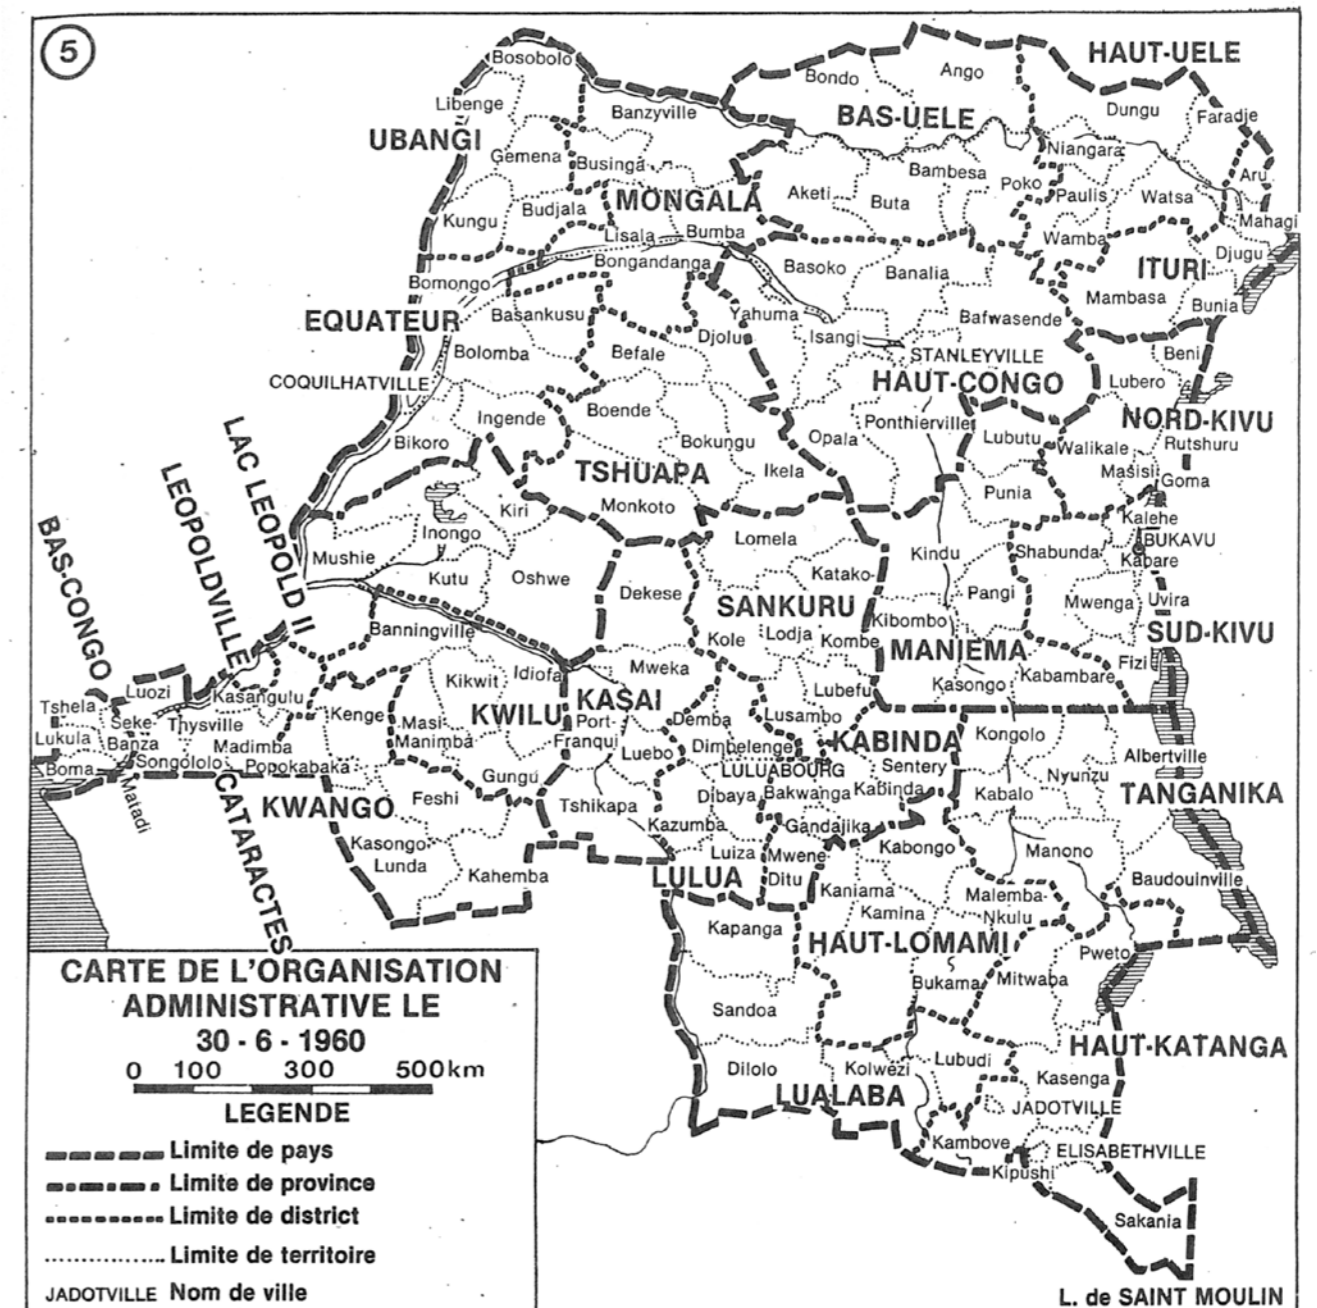 5
HAUT-UELE
Bosobolo
Bondo
Ango
Libenge
Banzyville
Dungu
Faradje
UBANGI
BAS-UELE
Gemena
Businga
Niangara
Bambesa
Aru
MONGALA
Aketi
Buta
Poko
Paulis
Watsa
Kungu
Budjala
Mahagi
Lisala
Bumba
Wamba
Djugu
Bongandanga
Basoko
Banalia
ITURI
Bomongo
Mambasa
Bunia
EQUATEUR
Basankusu
Yahuma
Bafwasende
Djolu
Isangi
Bolomba
Befale
STANLEYVILLE
Beni
COQUILHATVILLE
HAUT-CONGO
Lubero
Ingende
Boende
Ponthierville
NORD-KIVU
Bikoro
Bokungu
Opala
Lubutu
Walikale
Rutshuru
LAC LEOPOLD II
TSHUAPA
Ikela
Masisi
Goma
LEOPOLDVILLE
Kiri
Monkoto
Punia
BAS-CONGO
Inongo
Lomela
Kalehe
BUKAVU
Mushie
Kindu
Shabunda
Kabare
Kutu
Oshwe
Dekese
Katako-
Pangi
Mwenga
Uvira
SANKURU
Kibombo
Banningville
Kole
Lodja
Kombe
MANIEMA
SUD-KIVU
Idiofa
Mweka
Fizi
Luozi
Kasangulu
Kikwit
Lubefu
Kasongo
Kabambare
Tshela
Seke-
Banza
Thysville
Kenge
Masi-
Manimba
KWILU
KASAI
Port-
Franqui
Demba
Lusambo
Lukula
Madimba
Luebo
Dimbelenge
KABINDA
Kongolo
Boma
Songololo
Popokabaka
Gungu
LULUABOURG
Sentery
Nyunzu
Albertville
Matadi
CATARACTES
KWANGO
Feshi
Tshikapa
Dibaya
Bakwanga
Kabinda
Kabalo
TANGANIKA
Kazumba
Gandajika
Kasongo-
Lunda
Luiza
Mwene
Ditu
Kabongo
Manono
Kahemba
LULUA
Kaniama
Malemba-
Nkulu
Baudouinville
Kamina
Kapanga
HAUT-LOMAMI
Pweto
Bukama
Mitwaba
Sandoa
HAUT-KATANGA
Dilolo
Kolwezi
Lubudi
Kasenga
LUALABA
JADOTVILLE
Kambove
ELISABETHVILLE
Kipushi
Sakania
CARTE DE L'ORGANISATION
ADMINISTRATIVE LE
30 - 6 - 1960
0 100 300 500km
LEGENDE
Limite de pays
Limite de province
Limite de district
Limite de territoire
JADOTVILLE Nom de ville
L. de SAINT MOULIN